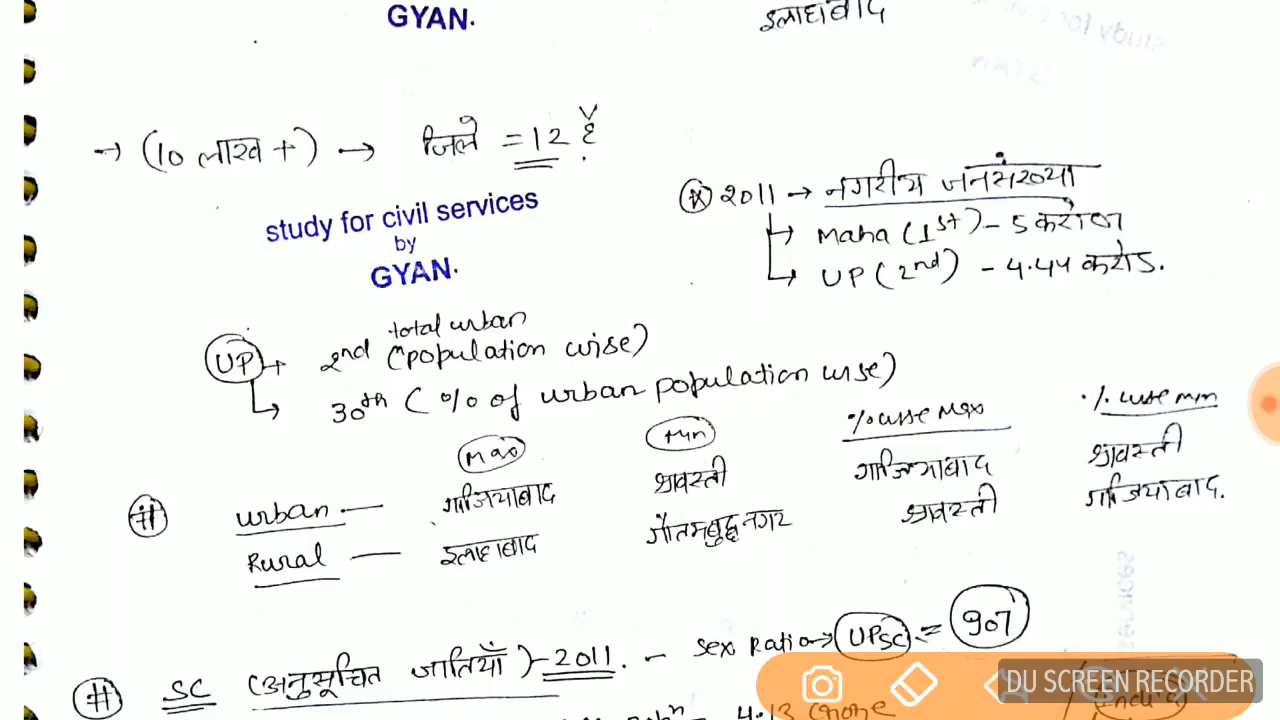 GYAN.
इलाहाबाद
→ (10 लाख +) → जिले = 12 है
study for civil services
by
GYAN.
2011 → नगरीय जनसंख्या
→ Maha (1st) - 5 करोड़
→ UP (2nd) - 4.44 करोड.
UP → 2nd (total urban population wise)
→ 30th (% of urban population wise)
Max Min % wise Max % wise min
# urban — गाजियाबाद श्रावस्ती गाजियाबाद श्रावस्ती
Rural — इलाहाबाद गौतमबुद्ध नगर श्रावस्ती गाजियाबाद.
# SC (अनुसूचित जातियाँ) - 2011. - Sex Ratio → UPSC = 907
4.13 crore
DU SCREEN RECORDER